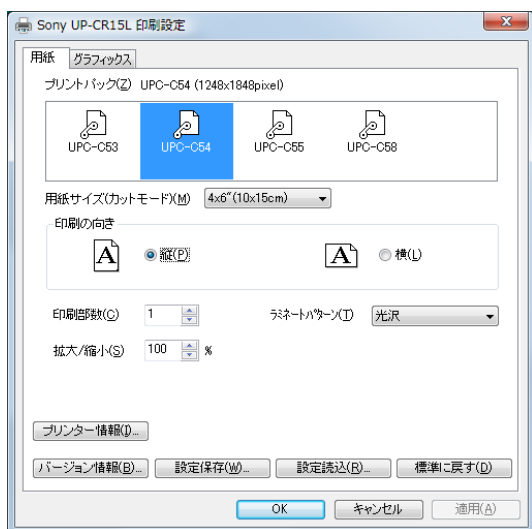 Sony UP-CR15L 印刷設定
用紙
グラフィックス
プリントパック(Z) UPC-C54 (1248x1848pixel)
UPC-C53
UPC-C54
UPC-C55
UPC-C58
用紙サイズ(カットモード)(M) 4x6"(10x15cm)
印刷の向き
A 縦(P)
A 横(L)
印刷部数(C) 1
ラミネートパターン(T) 光沢
拡大/縮小(S) 100 %
プリンター情報(I)...
バージョン情報(B)... 設定保存(W)... 設定読込(R)... 標準に戻す(D)
OK キャンセル 適用(A)